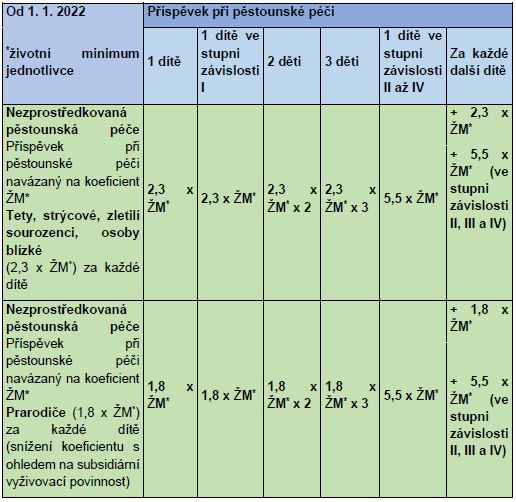 Od 1. 1. 2022
Příspěvek při pěstounské péči
*životní minimum
jednotlivce
1 dítě
1 dítě ve
stupni
závislosti
I
2 děti
3 děti
1 dítě ve
stupni
závislosti
II až IV
Za každé
další dítě
Nezprostředkovaná
pěstounská péče
Příspěvek při
pěstounské péči
navázaný na koeficient
ŽM*
Tety, strýcové, zletilí
sourozenci, osoby
blízké
(2,3 x ŽM*) za každé
dítě
2,3 x
ŽM*
2,3 x ŽM*
2,3 x
ŽM* x 2
2,3 x
ŽM* x 3
5,5 x ŽM*
+ 2,3 x
ŽM*
+ 5,5 x
ŽM* (ve
stupni
závislosti
II, III a IV)
Nezprostředkovaná
pěstounská péče
Příspěvek při
pěstounské péči
navázaný na koeficient
ŽM*
Prarodiče (1,8 x ŽM*)
za každé dítě
(snížení koeficientu s
ohledem na subsidiární
vyživovací povinnost)
1,8 x
ŽM*
1,8 x ŽM*
1,8 x
ŽM* x 2
1,8 x
ŽM* x 3
5,5 x ŽM*
+ 1,8 x
ŽM*
+ 5,5 x
ŽM* (ve
stupni
závislosti
II, III a IV)